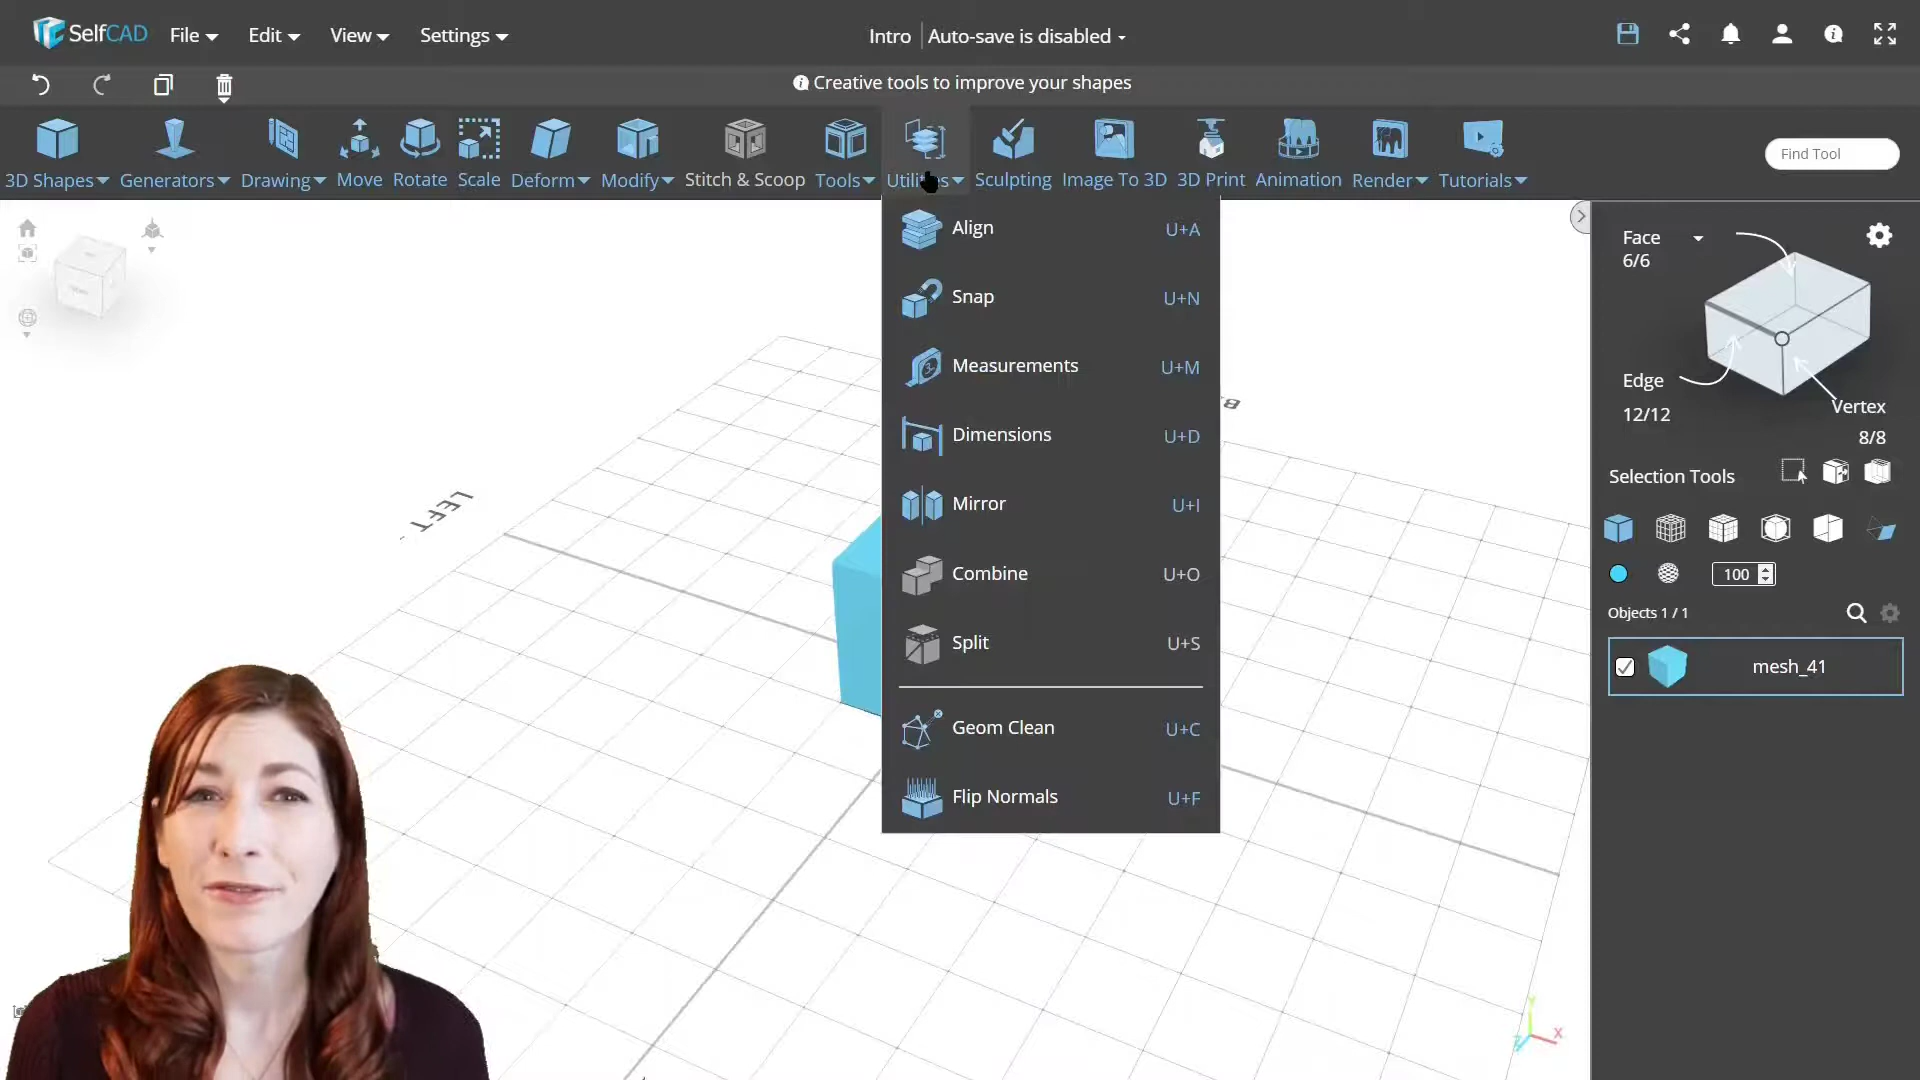 SelfCAD File Edit View Settings Intro Auto-save is disabled
Creative tools to improve your shapes
3D Shapes Generators Drawing Move Rotate Scale Deform Modify Stitch & Scoop Tools Utilities Sculpting Image To 3D 3D Print Animation Render Tutorials Find Tool
Align U+A
Snap U+N
Measurements U+M
Dimensions U+D
Mirror U+I
Combine U+O
Split U+S
Geom Clean U+C
Flip Normals U+F
LEFT
Face
6/6
Edge
12/12
Vertex
8/8
Selection Tools
100
Objects 1 / 1
mesh_41
Y
X
Z